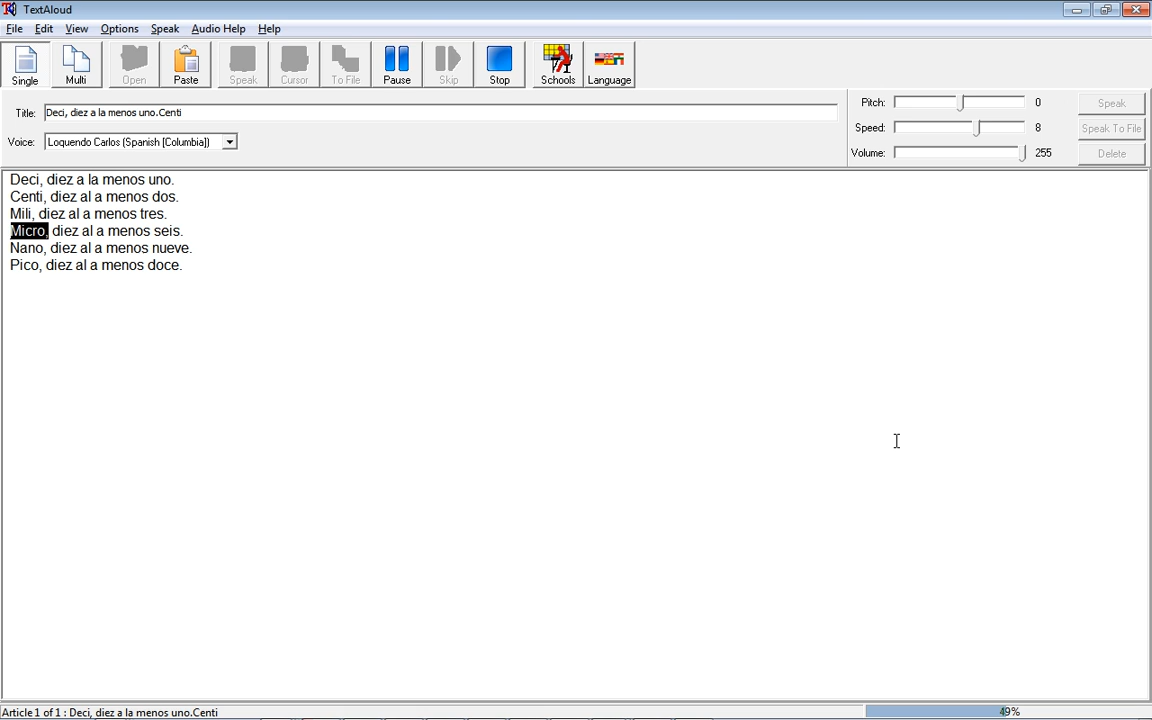 TextAloud
File Edit View Options Speak Audio Help Help
Single Multi Open Paste Speak Cursor To File Pause Skip Stop Schools Language
Title: Deci, diez a la menos uno.Centi
Voice: Loquendo Carlos (Spanish [Columbia])
Pitch: 0 Speak
Speed: 8 Speak To File
Volume: 255 Delete
Deci, diez a la menos uno.
Centi, diez al a menos dos.
Mili, diez al a menos tres.
Micro, diez al a menos seis.
Nano, diez al a menos nueve.
Pico, diez al a menos doce.
Article 1 of 1 : Deci, diez a la menos uno.Centi 49%